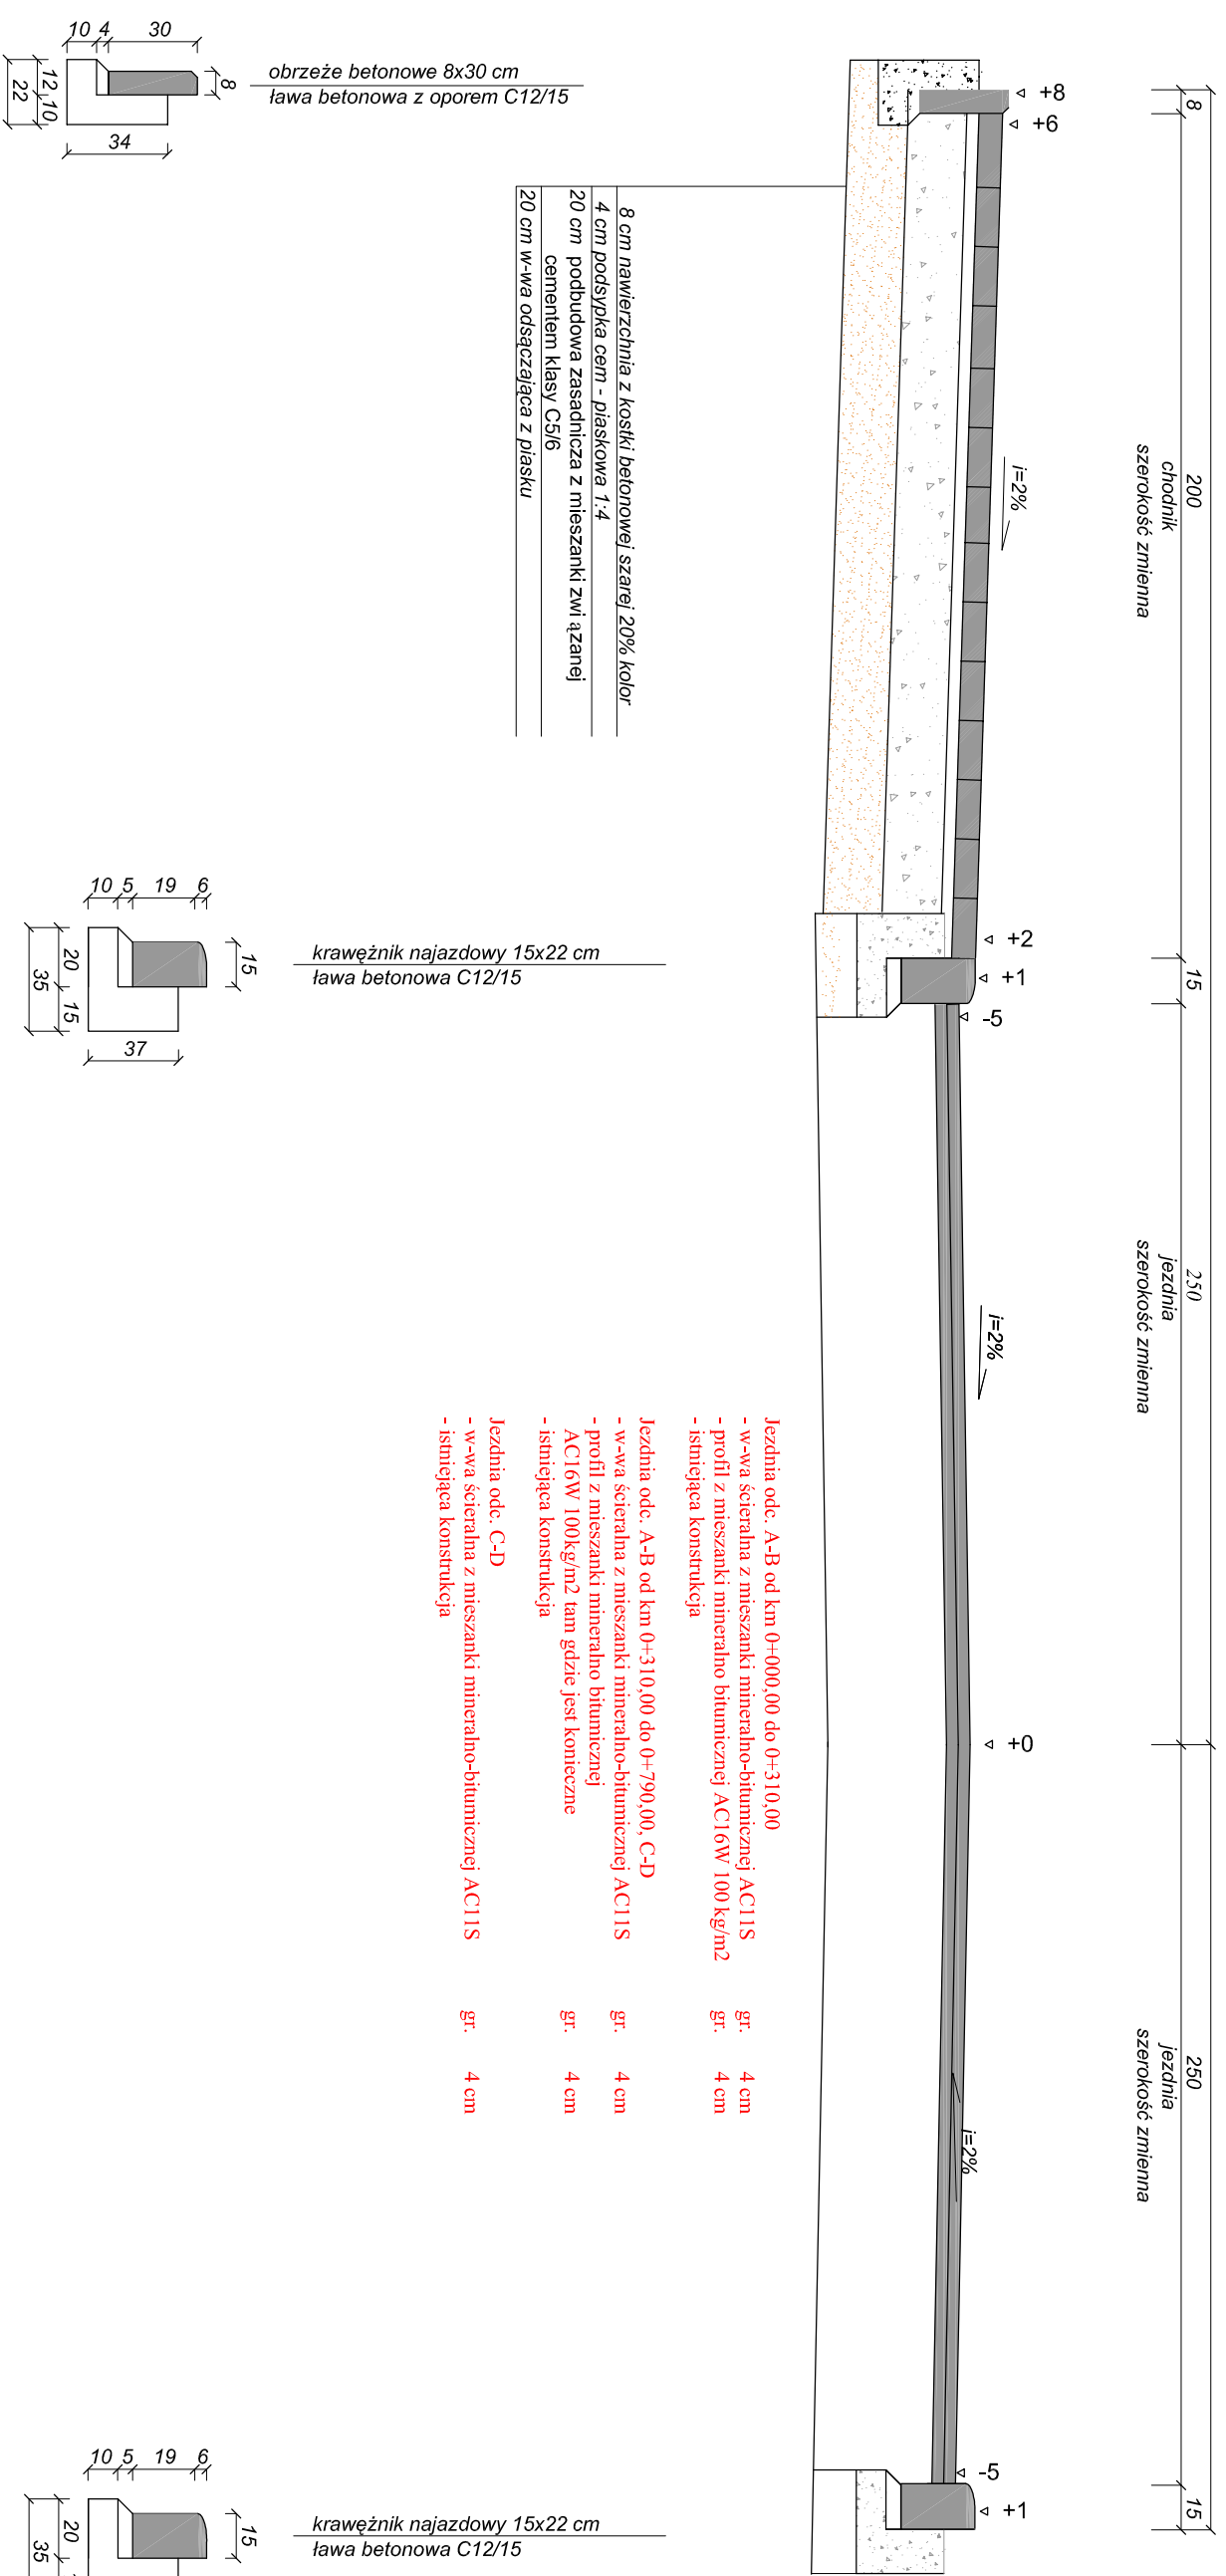 8
200
chodnik
szerokość zmienna
15
250
jezdnia
szerokość zmienna
250
jezdnia
szerokość zmienna
15
+8
+6
i=2%
+2
+1
-5
i=2%
+0
i=2%
-5
+1
8 cm nawierzchnia z kostki betonowej szarej 20% kolor
4 cm podsypka cem - piaskowa 1:4
20 cm podbudowa zasadnicza z mieszanki związanej
cementem klasy C5/6
20 cm w-wa odsączająca z piasku
Jezdnia odc. A-B od km 0+000,00 do 0+310,00
- w-wa ścieralna z mieszanki mineralno-bitumicznej AC11S gr. 4 cm
- profil z mieszanki mineralno bitumicznej AC16W 100 kg/m2 gr. 4 cm
- istniejąca konstrukcja
Jezdnia odc. A-B od km 0+310,00 do 0+790,00, C-D
- w-wa ścieralna z mieszanki mineralno-bitumicznej AC11S gr. 4 cm
- profil z mieszanki mineralno bitumicznej
AC16W 100kg/m2 tam gdzie jest konieczne gr. 4 cm
- istniejąca konstrukcja
Jezdnia odc. C-D
- w-wa ścieralna z mieszanki mineralno-bitumicznej AC11S gr. 4 cm
- istniejąca konstrukcja
obrzeże betonowe 8x30 cm
ława betonowa z oporem C12/15
10 4 30
8
12 10
22
34
krawężnik najazdowy 15x22 cm
ława betonowa C12/15
10 5 19 6
15
20 15
35
37
krawężnik najazdowy 15x22 cm
ława betonowa C12/15
10 5 19 6
15
20
35